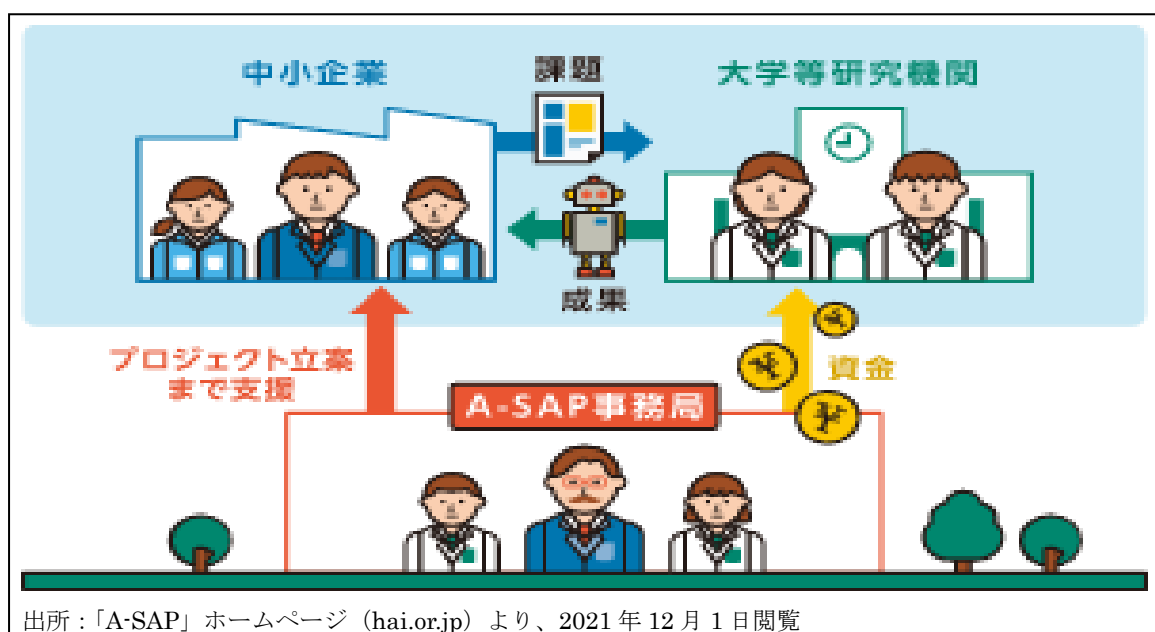 中小企業
課題
大学等研究機関
成果
プロジェクト立案
まで支援
資金
A-SAP事務局
出所：「A-SAP」ホームページ（hai.or.jp）より、2021年12月1日閲覧